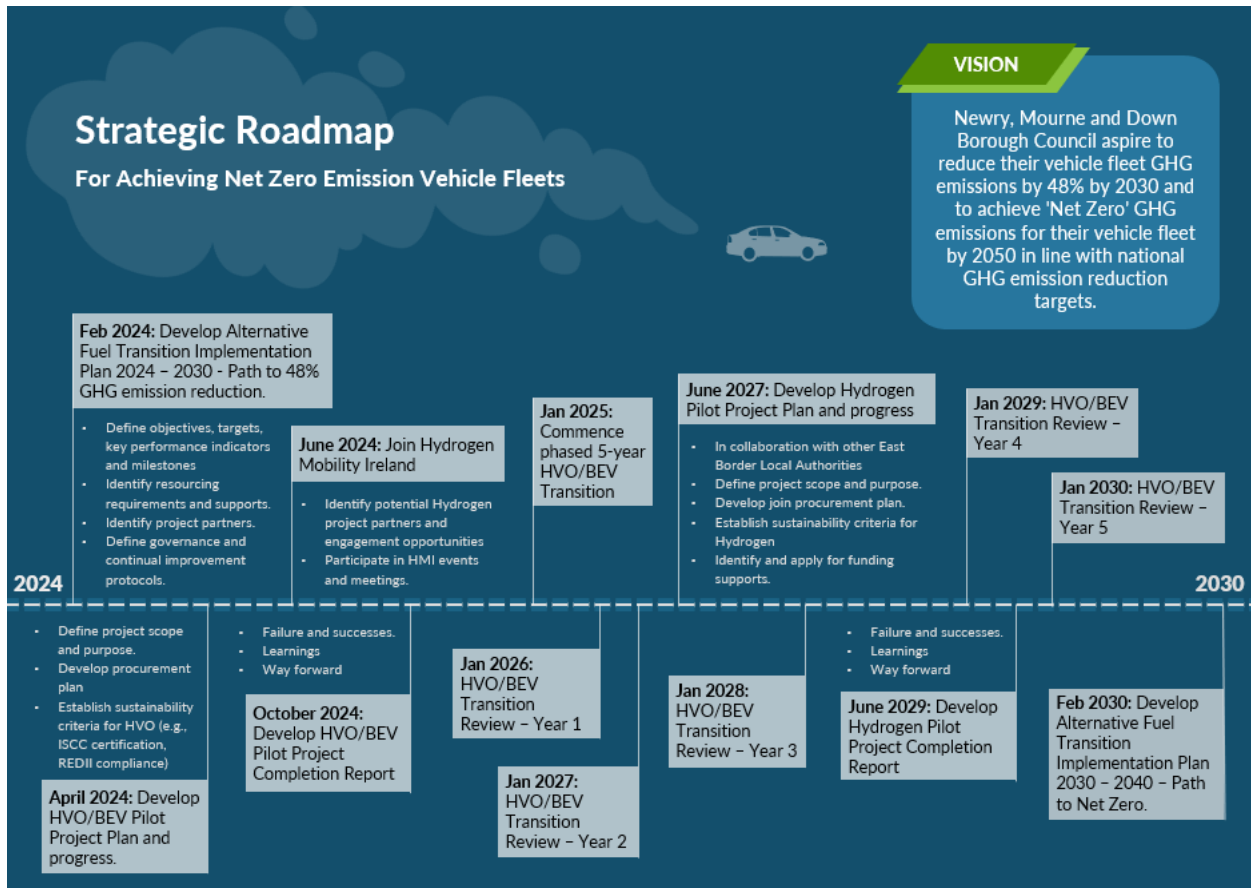 Strategic Roadmap
For Achieving Net Zero Emission Vehicle Fleets
VISION
Newry, Mourne and Down
Borough Council aspire to
reduce their vehicle fleet GHG
emissions by 48% by 2030 and
to achieve 'Net Zero' GHG
emissions for their vehicle fleet
by 2050 in line with national
GHG emission reduction
targets.
Feb 2024: Develop Alternative
Fuel Transition Implementation
Plan 2024 – 2030 - Path to 48%
GHG emission reduction.
• Define objectives, targets,
key performance indicators
and milestones
• Identify resourcing
requirements and supports.
• Identify project partners.
• Define governance and
continual improvement
protocols.
June 2024: Join Hydrogen
Mobility Ireland
• Identify potential Hydrogen
project partners and
engagement opportunities
• Participate in HMI events
and meetings.
Jan 2025:
Commence
phased 5-year
HVO/BEV
Transition
June 2027: Develop Hydrogen
Pilot Project Plan and progress
• In collaboration with other East
Border Local Authorities
• Define project scope and purpose.
• Develop join procurement plan.
• Establish sustainability criteria for
Hydrogen
• Identify and apply for funding
supports.
Jan 2029: HVO/BEV
Transition Review –
Year 4
Jan 2030: HVO/BEV
Transition Review –
Year 5
2024
2030
• Define project scope
and purpose.
• Develop procurement
plan
• Establish sustainability
criteria for HVO (e.g.,
ISCC certification,
REDII compliance)
April 2024: Develop
HVO/BEV Pilot
Project Plan and
progress.
• Failure and successes.
• Learnings
• Way forward
October 2024:
Develop HVO/BEV
Pilot Project
Completion Report
Jan 2026:
HVO/BEV
Transition
Review – Year 1
Jan 2027:
HVO/BEV
Transition
Review – Year 2
Jan 2028:
HVO/BEV
Transition
Review – Year 3
• Failure and successes.
• Learnings
• Way forward
June 2029: Develop
Hydrogen Pilot
Project Completion
Report
Feb 2030: Develop
Alternative Fuel
Transition
Implementation Plan
2030 – 2040 – Path
to Net Zero.